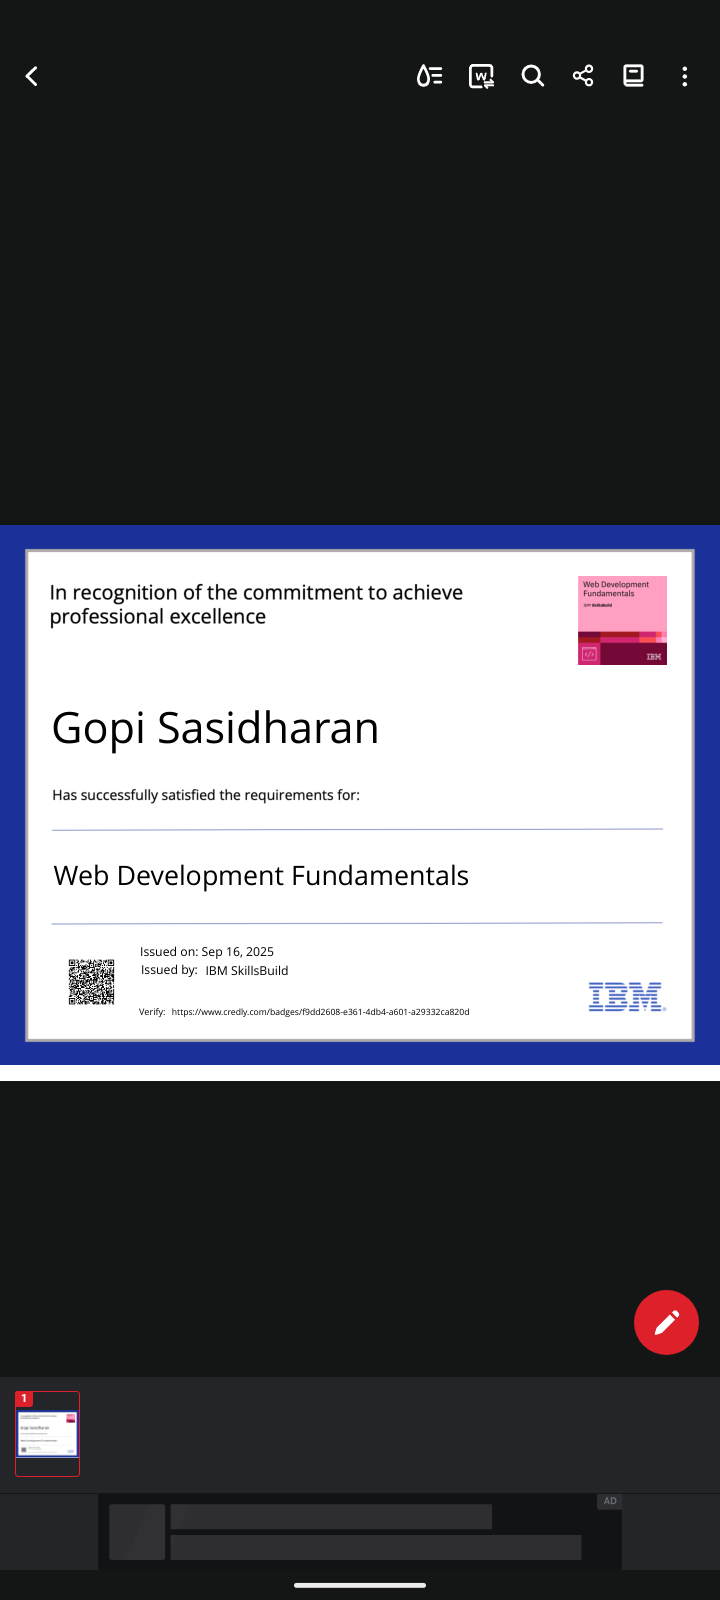 W
In recognition of the commitment to achieve
professional excellence
Web Development
Fundamentals
IBM SkillsBuild
IBM
Gopi Sasidharan
Has successfully satisfied the requirements for:
Web Development Fundamentals
Issued on: Sep 16, 2025
Issued by: IBM SkillsBuild
Verify: https://www.credly.com/badges/f9dd2608-e361-4db4-a601-a29332ca820d
IBM
1
Gopi Sasidharan
AD